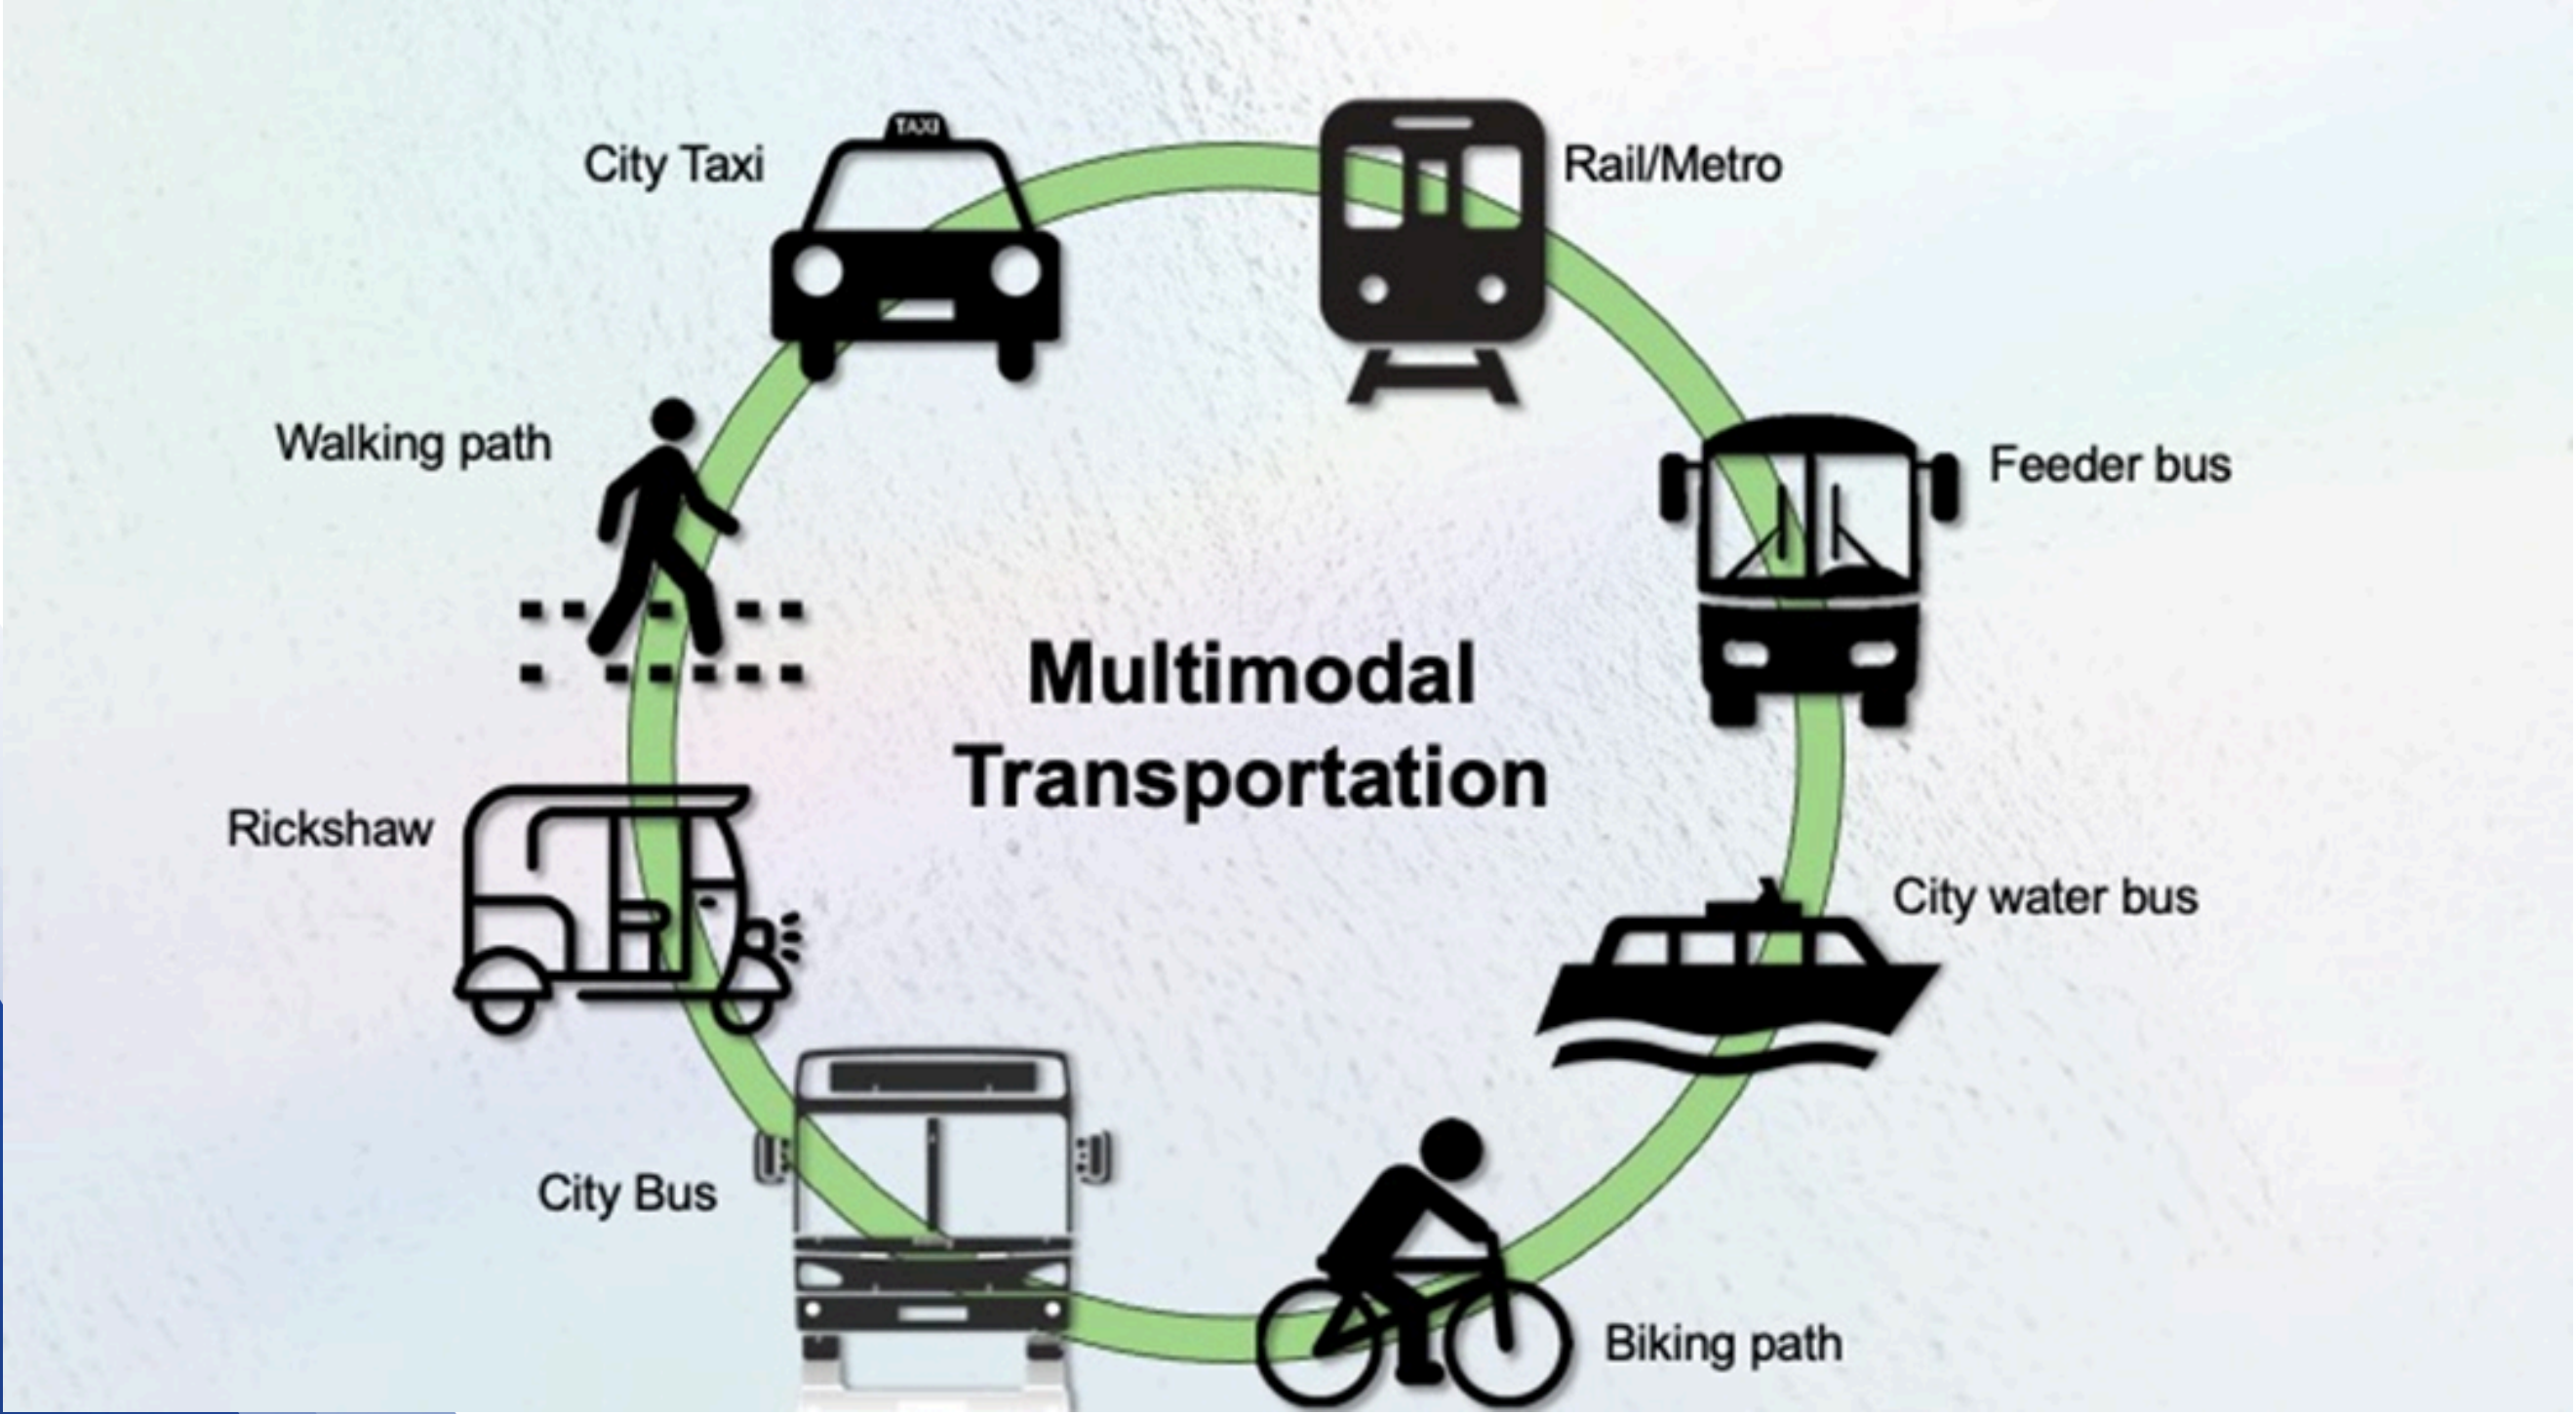 TAXI
City Taxi
Rail/Metro
Walking path
Feeder bus
Multimodal
Transportation
Rickshaw
City water bus
City Bus
Biking path